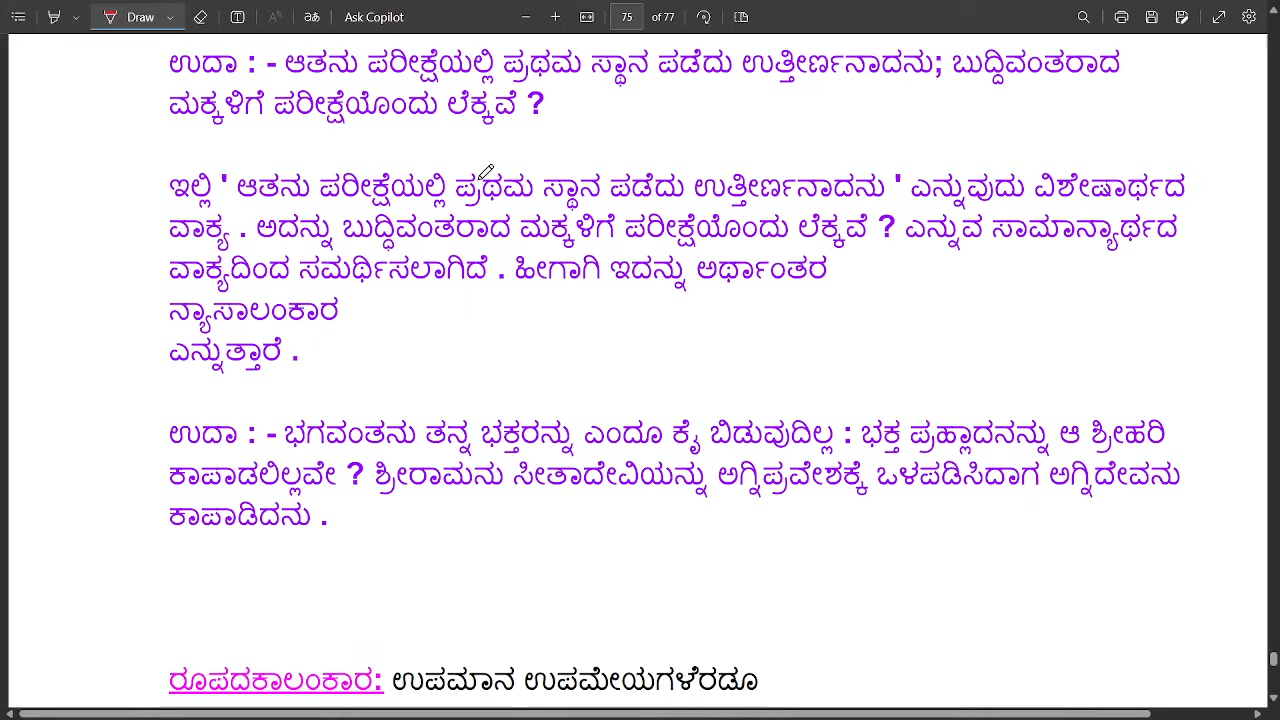 Draw
Ask Copilot
75 of 77
ಉದಾ : - ಆತನು ಪರೀಕ್ಷೆಯಲ್ಲಿ ಪ್ರಥಮ ಸ್ಥಾನ ಪಡೆದು ಉತ್ತೀರ್ಣನಾದನು; ಬುದ್ದಿವಂತರಾದ
ಮಕ್ಕಳಿಗೆ ಪರೀಕ್ಷೆಯೊಂದು ಲೆಕ್ಕವೆ ?
ಇಲ್ಲಿ ' ಆತನು ಪರೀಕ್ಷೆಯಲ್ಲಿ ಪ್ರಥಮ ಸ್ಥಾನ ಪಡೆದು ಉತ್ತೀರ್ಣನಾದನು ' ಎನ್ನುವುದು ವಿಶೇಷಾರ್ಥದ
ವಾಕ್ಯ . ಅದನ್ನು ಬುದ್ಧಿವಂತರಾದ ಮಕ್ಕಳಿಗೆ ಪರೀಕ್ಷೆಯೊಂದು ಲೆಕ್ಕವೆ ? ಎನ್ನುವ ಸಾಮಾನ್ಯಾರ್ಥದ
ವಾಕ್ಯದಿಂದ ಸಮರ್ಥಿಸಲಾಗಿದೆ . ಹೀಗಾಗಿ ಇದನ್ನು ಅರ್ಥಾಂತರ
ನ್ಯಾಸಾಲಂಕಾರ
ಎನ್ನುತ್ತಾರೆ .
ಉದಾ : - ಭಗವಂತನು ತನ್ನ ಭಕ್ತರನ್ನು ಎಂದೂ ಕೈ ಬಿಡುವುದಿಲ್ಲ : ಭಕ್ತ ಪ್ರಹ್ಲಾದನನ್ನು ಆ ಶ್ರೀಹರಿ
ಕಾಪಾಡಲಿಲ್ಲವೇ ? ಶ್ರೀರಾಮನು ಸೀತಾದೇವಿಯನ್ನು ಅಗ್ನಿಪ್ರವೇಶಕ್ಕೆ ಒಳಪಡಿಸಿದಾಗ ಅಗ್ನಿದೇವನು
ಕಾಪಾಡಿದನು .
ರೂಪದಕಾಲಂಕಾರ: ಉಪಮಾನ ಉಪಮೇಯಗಳೆರಡೂ